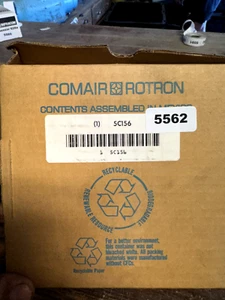 COMAIR ROTRON
CONTENTS ASSEMBLED IN
(1) 5C156
5562
1 5C156
RECYCLABLE
For a better environment,
this container was not
bleached white. All packing
materials were manufactured
without CFCs.
Recyclable Paper